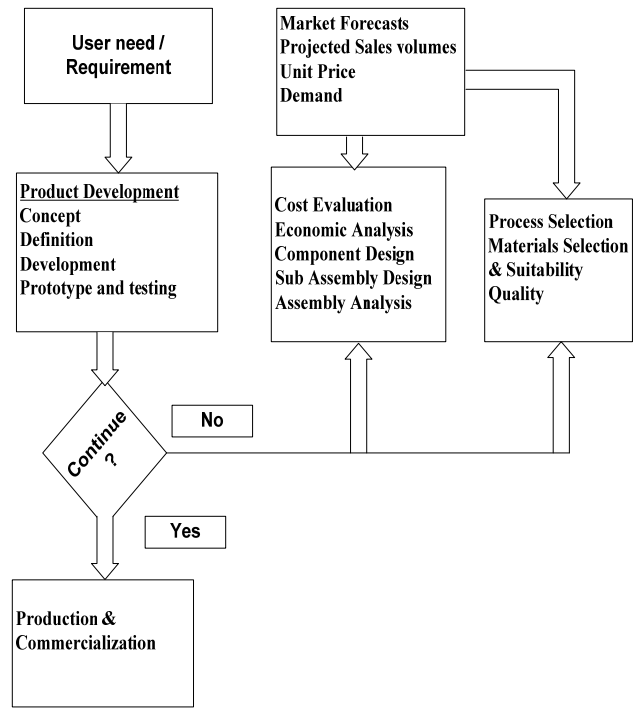 User need /
Requirement
Market Forecasts
Projected Sales volumes
Unit Price
Demand
Product Development
Concept
Definition
Development
Prototype and testing
Cost Evaluation
Economic Analysis
Component Design
Sub Assembly Design
Assembly Analysis
Process Selection
Materials Selection
& Suitability
Quality
Continue
?
No
Yes
Production &
Commercialization